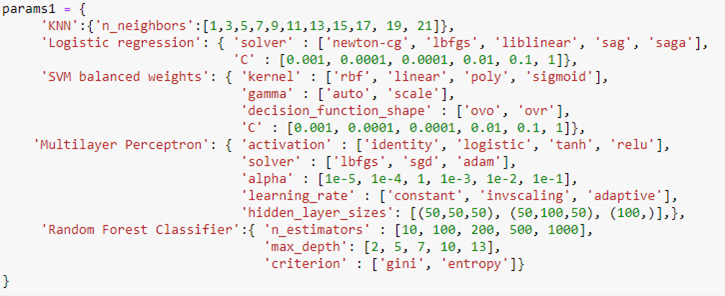 params1 = {
'KNN':{'n_neighbors':[1,3,5,7,9,11,13,15,17, 19, 21]},
'Logistic regression': { 'solver' : ['newton-cg', 'lbfgs', 'liblinear', 'sag', 'saga'],
'C' : [0.001, 0.0001, 0.0001, 0.01, 0.1, 1]},
'SVM balanced weights': { 'kernel' : ['rbf', 'linear', 'poly', 'sigmoid'],
'gamma' : ['auto', 'scale'],
'decision_function_shape' : ['ovo', 'ovr'],
'C' : [0.001, 0.0001, 0.0001, 0.01, 0.1, 1]},
'Multilayer Perceptron': { 'activation' : ['identity', 'logistic', 'tanh', 'relu'],
'solver' : ['lbfgs', 'sgd', 'adam'],
'alpha' : [1e-5, 1e-4, 1, 1e-3, 1e-2, 1e-1],
'learning_rate' : ['constant', 'invscaling', 'adaptive'],
'hidden_layer_sizes': [(50,50,50), (50,100,50), (100,)],},
'Random Forest Classifier':{ 'n_estimators' : [10, 100, 200, 500, 1000],
'max_depth': [2, 5, 7, 10, 13],
'criterion' : ['gini', 'entropy']}
}